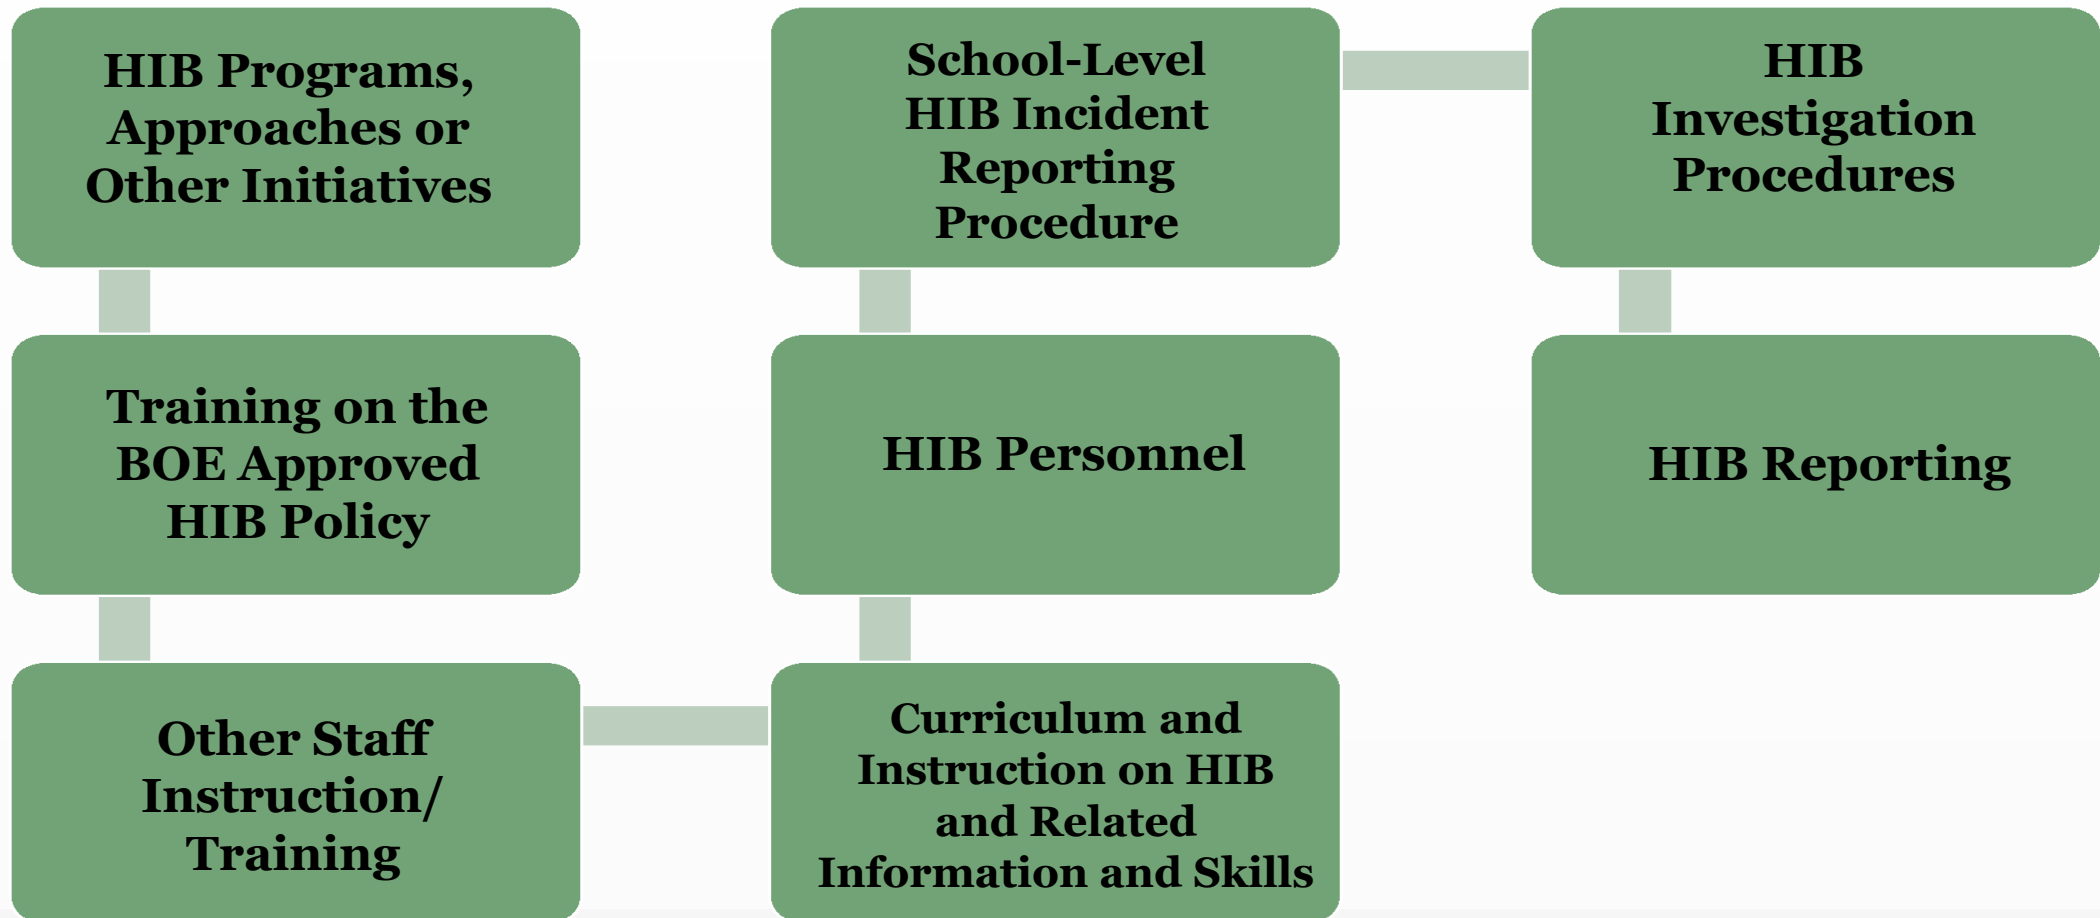 HIB Programs,
Approaches or
Other Initiatives
Training on the
BOE Approved
HIB Policy
Other Staff
Instruction/
Training
Curriculum and
Instruction on HIB
and Related
Information and Skills
HIB Personnel
School-Level
HIB Incident
Reporting
Procedure
HIB
Investigation
Procedures
HIB Reporting